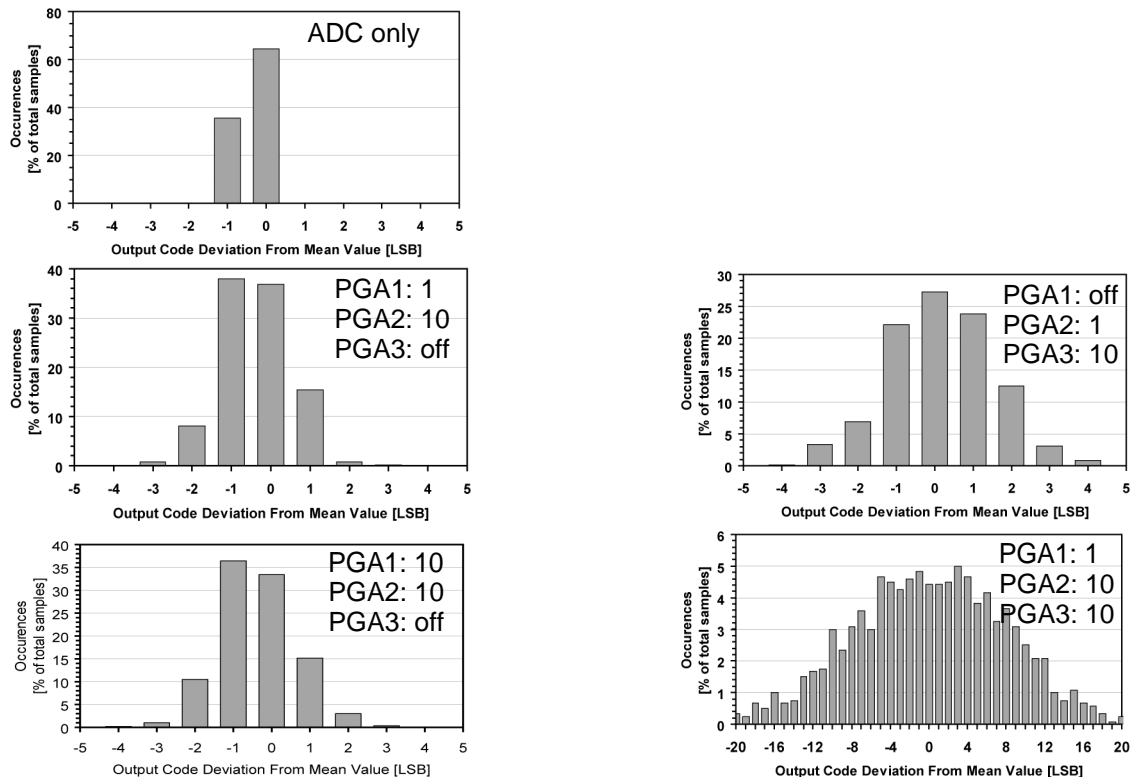 ADC only
80
60
40
20
0
Occurences
[% of total samples]
-5 -4 -3 -2 -1 0 1 2 3 4 5
Output Code Deviation From Mean Value [LSB]
PGA1: 1
PGA2: 10
PGA3: off
40
30
20
10
0
Occurences
[% of total samples]
-5 -4 -3 -2 -1 0 1 2 3 4 5
Output Code Deviation From Mean Value [LSB]
PGA1: off
PGA2: 1
PGA3: 10
30
25
20
15
10
5
0
Occurences
[% of total samples]
-5 -4 -3 -2 -1 0 1 2 3 4 5
Output Code Deviation From Mean Value [LSB]
PGA1: 10
PGA2: 10
PGA3: off
40
35
30
25
20
15
10
5
0
Occurences
[% of total samples]
-5 -4 -3 -2 -1 0 1 2 3 4 5
Output Code Deviation From Mean Value [LSB]
PGA1: 1
PGA2: 10
PGA3: 10
6
5
4
3
2
1
0
Occurences
[% of total samples]
-20 -16 -12 -8 -4 0 4 8 12 16 20
Output Code Deviation From Mean Value [LSB]